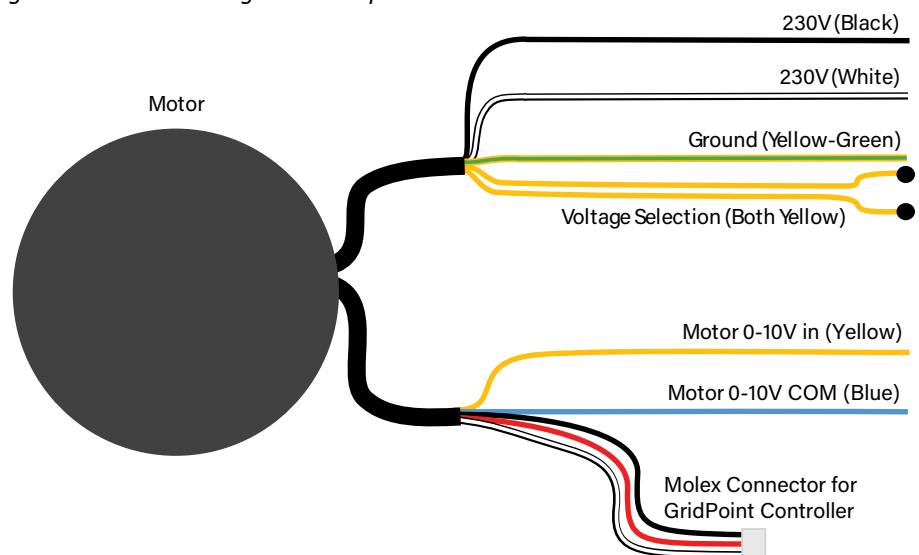 230V (Black)
230V (White)
Motor
Ground (Yellow-Green)
Voltage Selection (Both Yellow)
Motor 0-10V in (Yellow)
Motor 0-10V COM (Blue)
Molex Connector for
GridPoint Controller